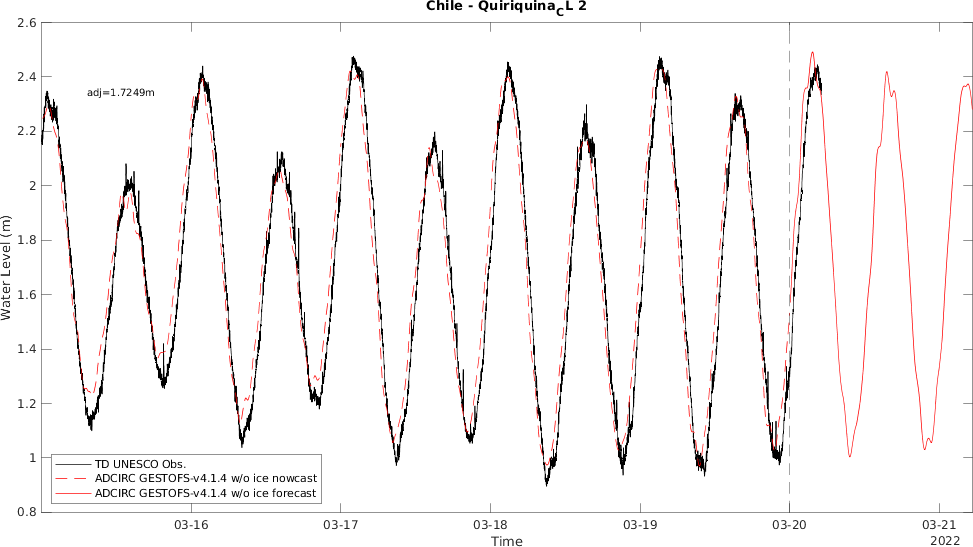 Chile - Quiriquina_CL 2
2.6
2.4
adj=1.7249m
2.2
2
1.8
Water Level (m)
1.6
1.4
1.2
1
0.8
TD UNESCO Obs.
ADCIRC GESTOFS-v4.1.4 w/o ice nowcast
ADCIRC GESTOFS-v4.1.4 w/o ice forecast
03-16 03-17 03-18 03-19 03-20 03-21
Time 2022